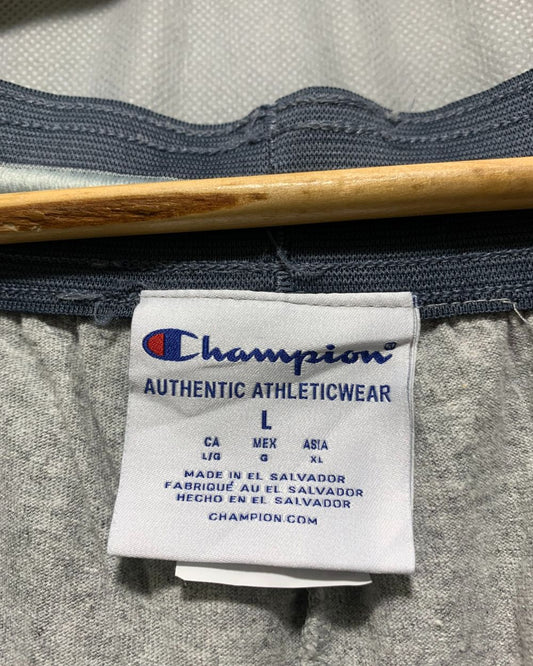 Champion®
AUTHENTIC ATHLETICWEAR
L
CA MEX ASIA
L/G G XL
MADE IN EL SALVADOR
FABRIQUÉ AU EL SALVADOR
HECHO EN EL SALVADOR
CHAMPION.COM